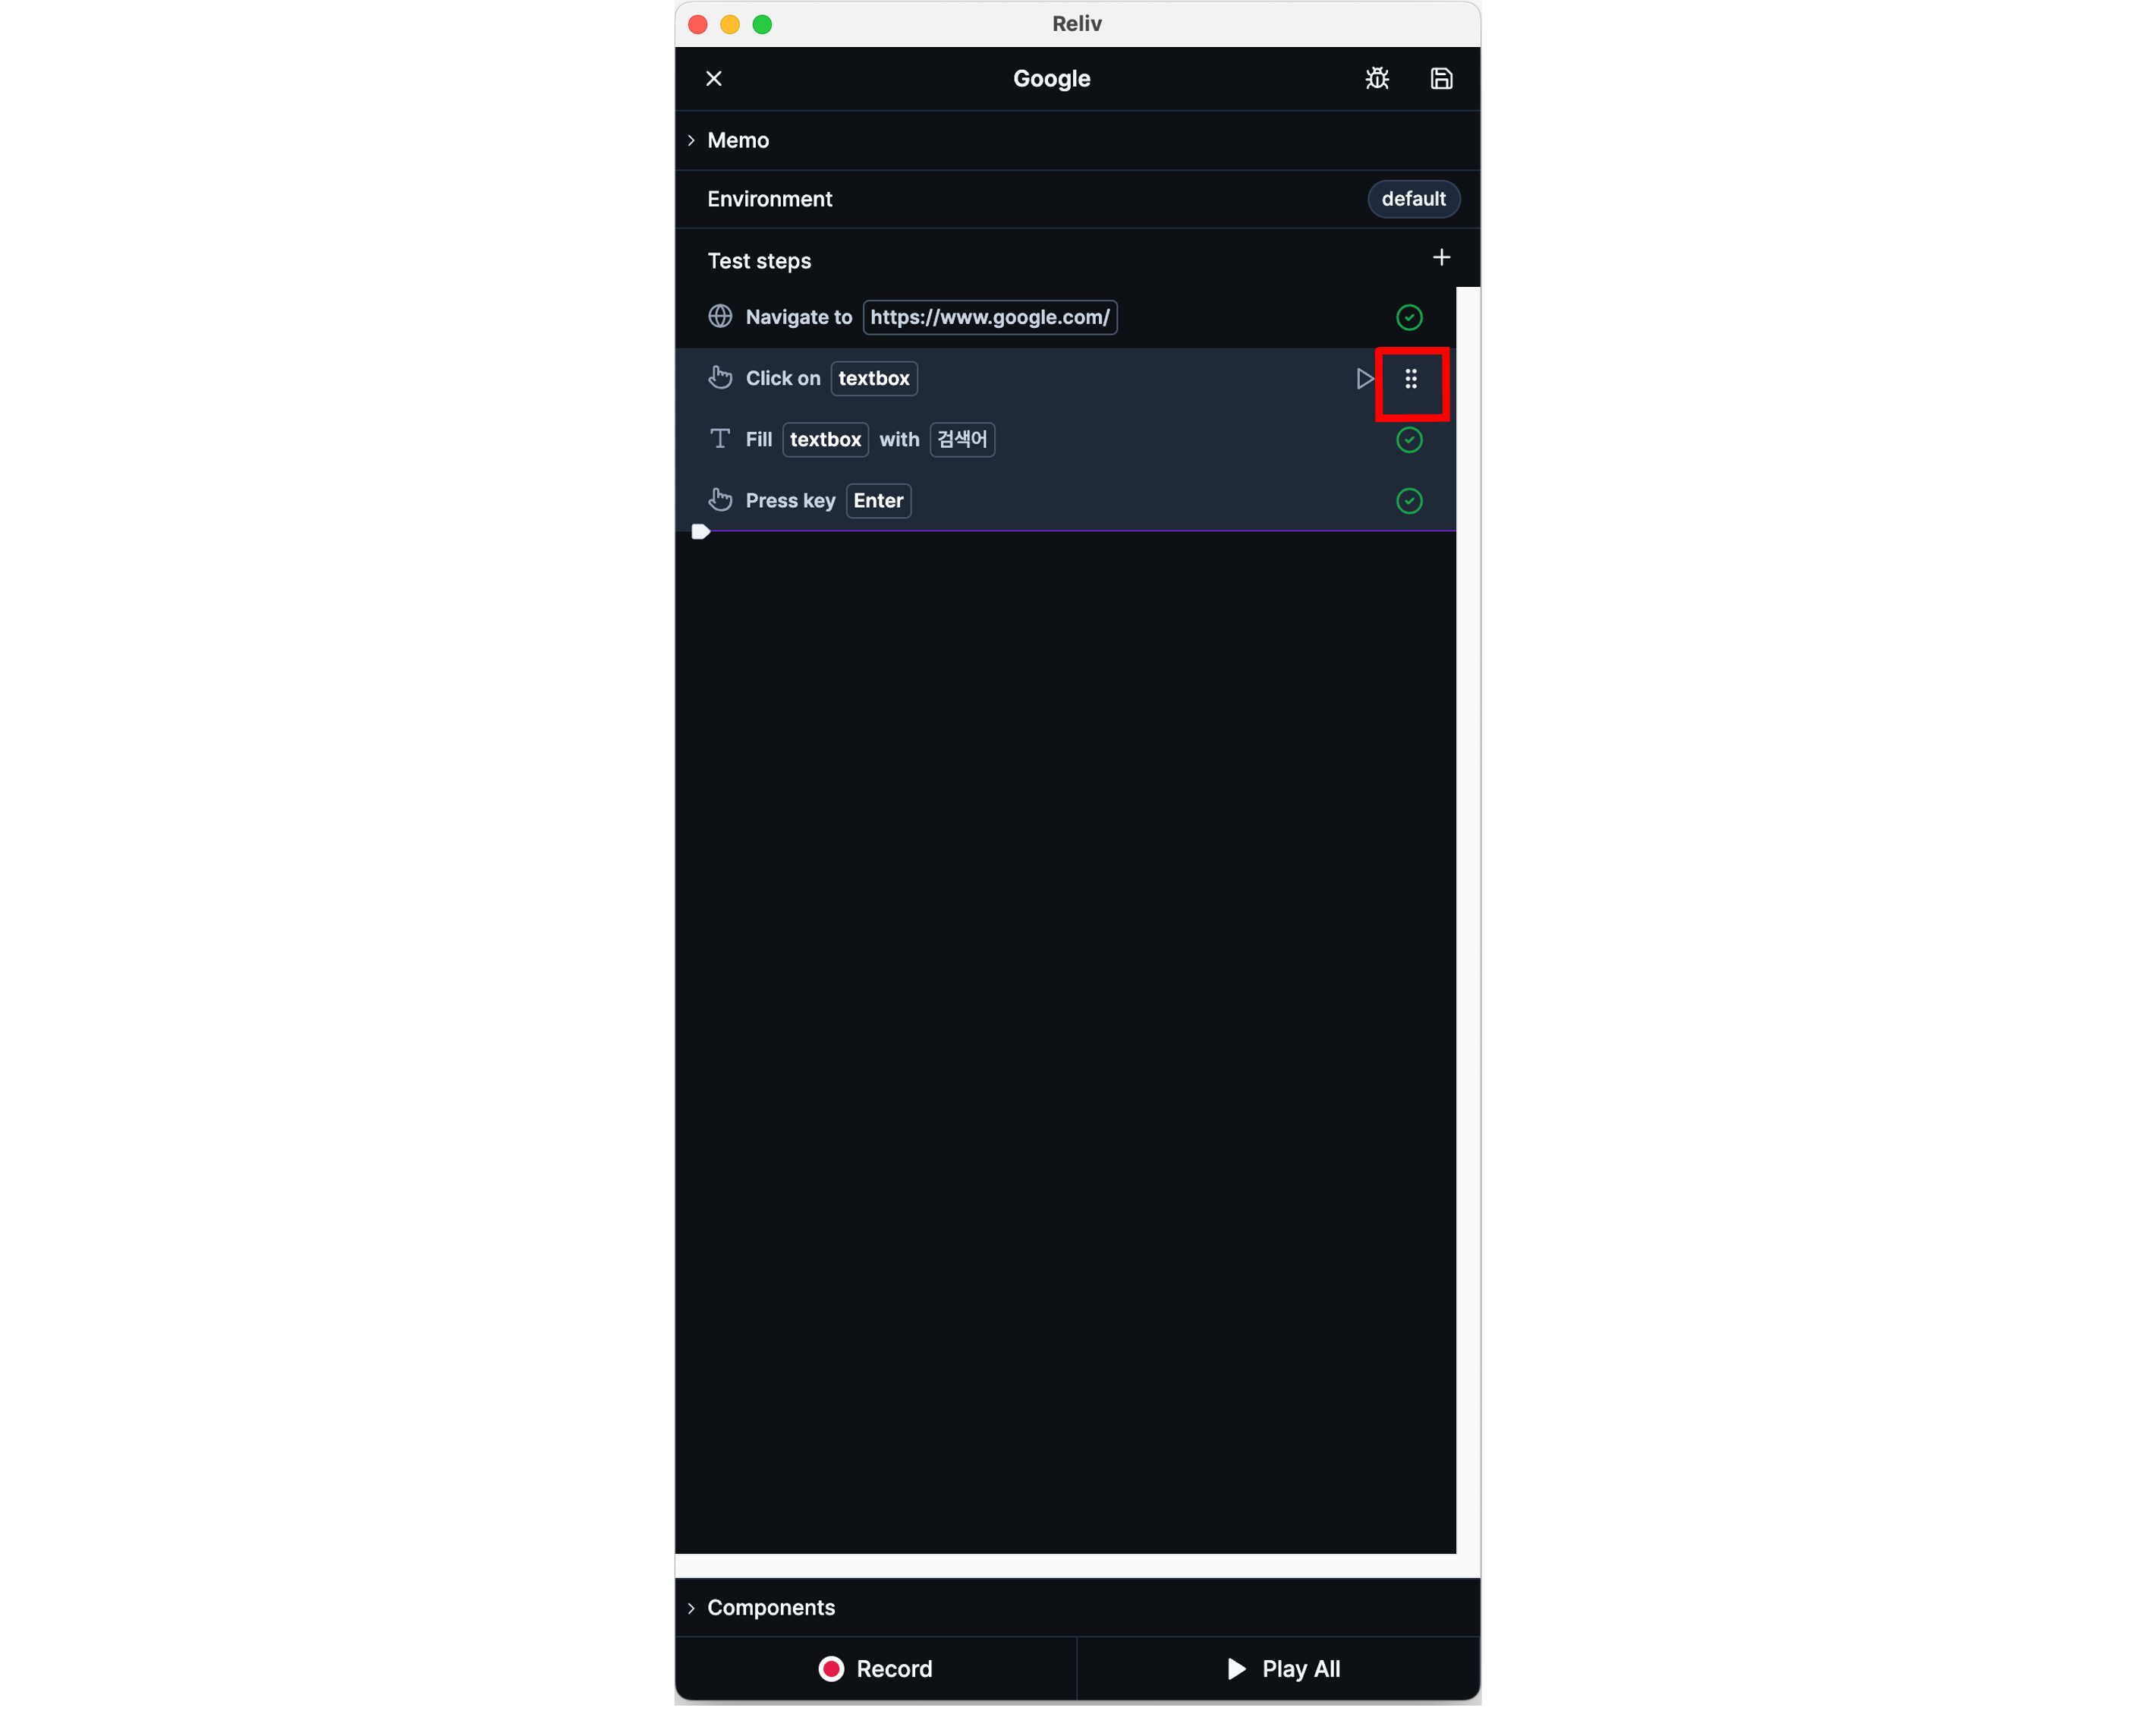 Reliv
Google
Memo
Environment default
Test steps
Navigate to https://www.google.com/
Click on textbox
Fill textbox with 검색어
Press key Enter
Components
Record Play All